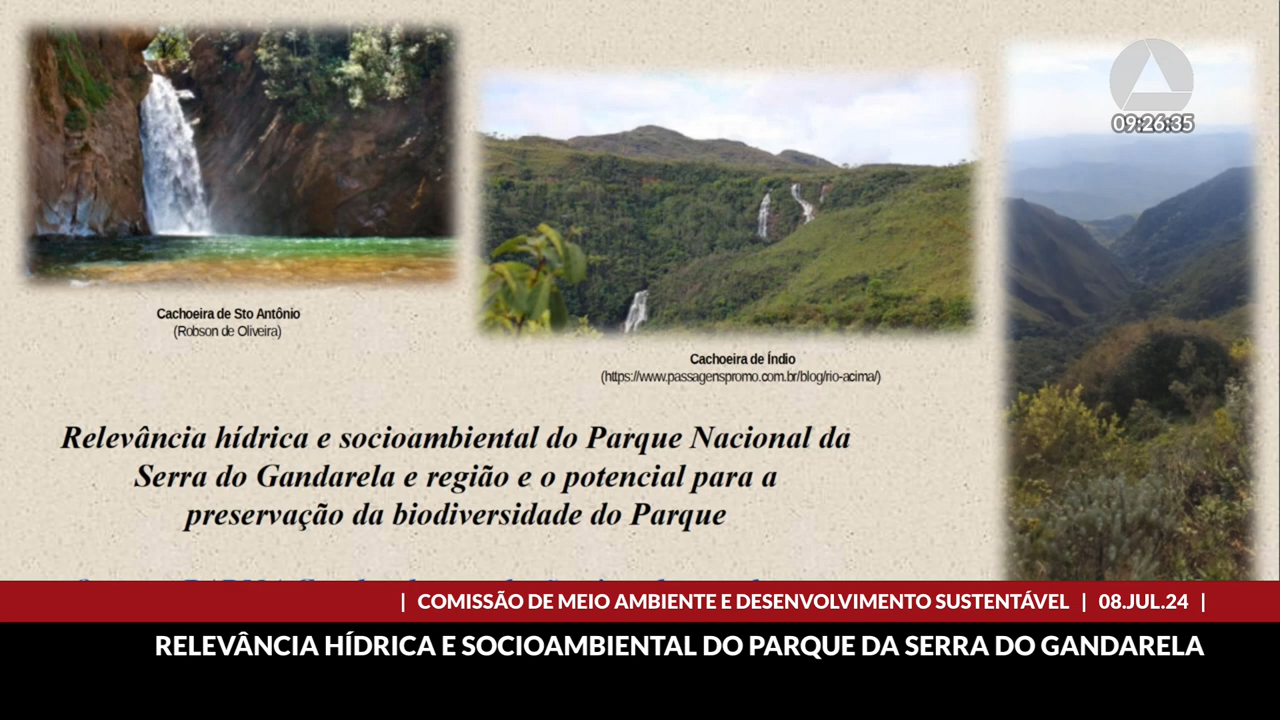 09:26:35
Cachoeira de Sto Antônio
(Robson de Oliveira)
Cachoeira de Índio
(https://www.passagenspromo.com.br/blog/rio-acima/)
Relevância hídrica e socioambiental do Parque Nacional da
Serra do Gandarela e região e o potencial para a
preservação da biodiversidade do Parque
| COMISSÃO DE MEIO AMBIENTE E DESENVOLVIMENTO SUSTENTÁVEL | 08.JUL.24 |
RELEVÂNCIA HÍDRICA E SOCIOAMBIENTAL DO PARQUE DA SERRA DO GANDARELA